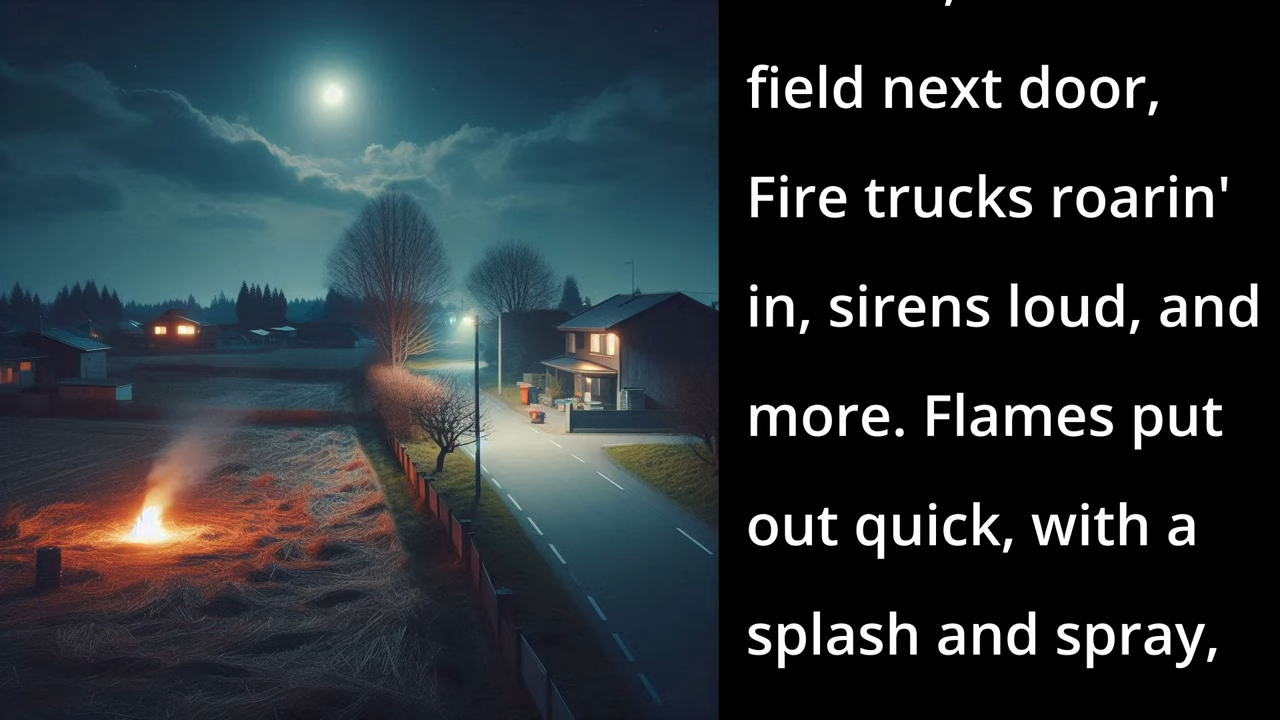 field next door,
Fire trucks roarin'
in, sirens loud, and
more. Flames put
out quick, with a
splash and spray,